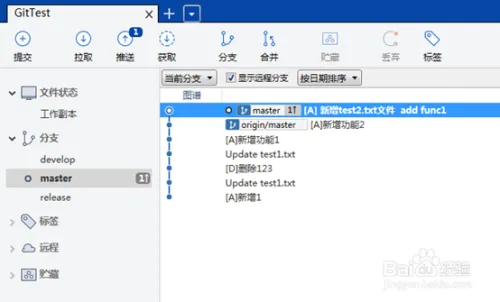 GitTest
提交
拉取
1
推送
获取
分支
合并
贮藏
丢弃
标签
当前分支
显示远程分支
按日期排序
文件状态
工作副本
分支
develop
master 1↑
release
标签
远程
贮藏
图谱
master 1↑ [A] 新增test2.txt文件 add func1
origin/master [A]新增功能2
[A]新增功能1
Update test1.txt
[D]删除123
Update test1.txt
[A]新增1
Baidu 经验
jingyan.baidu.com